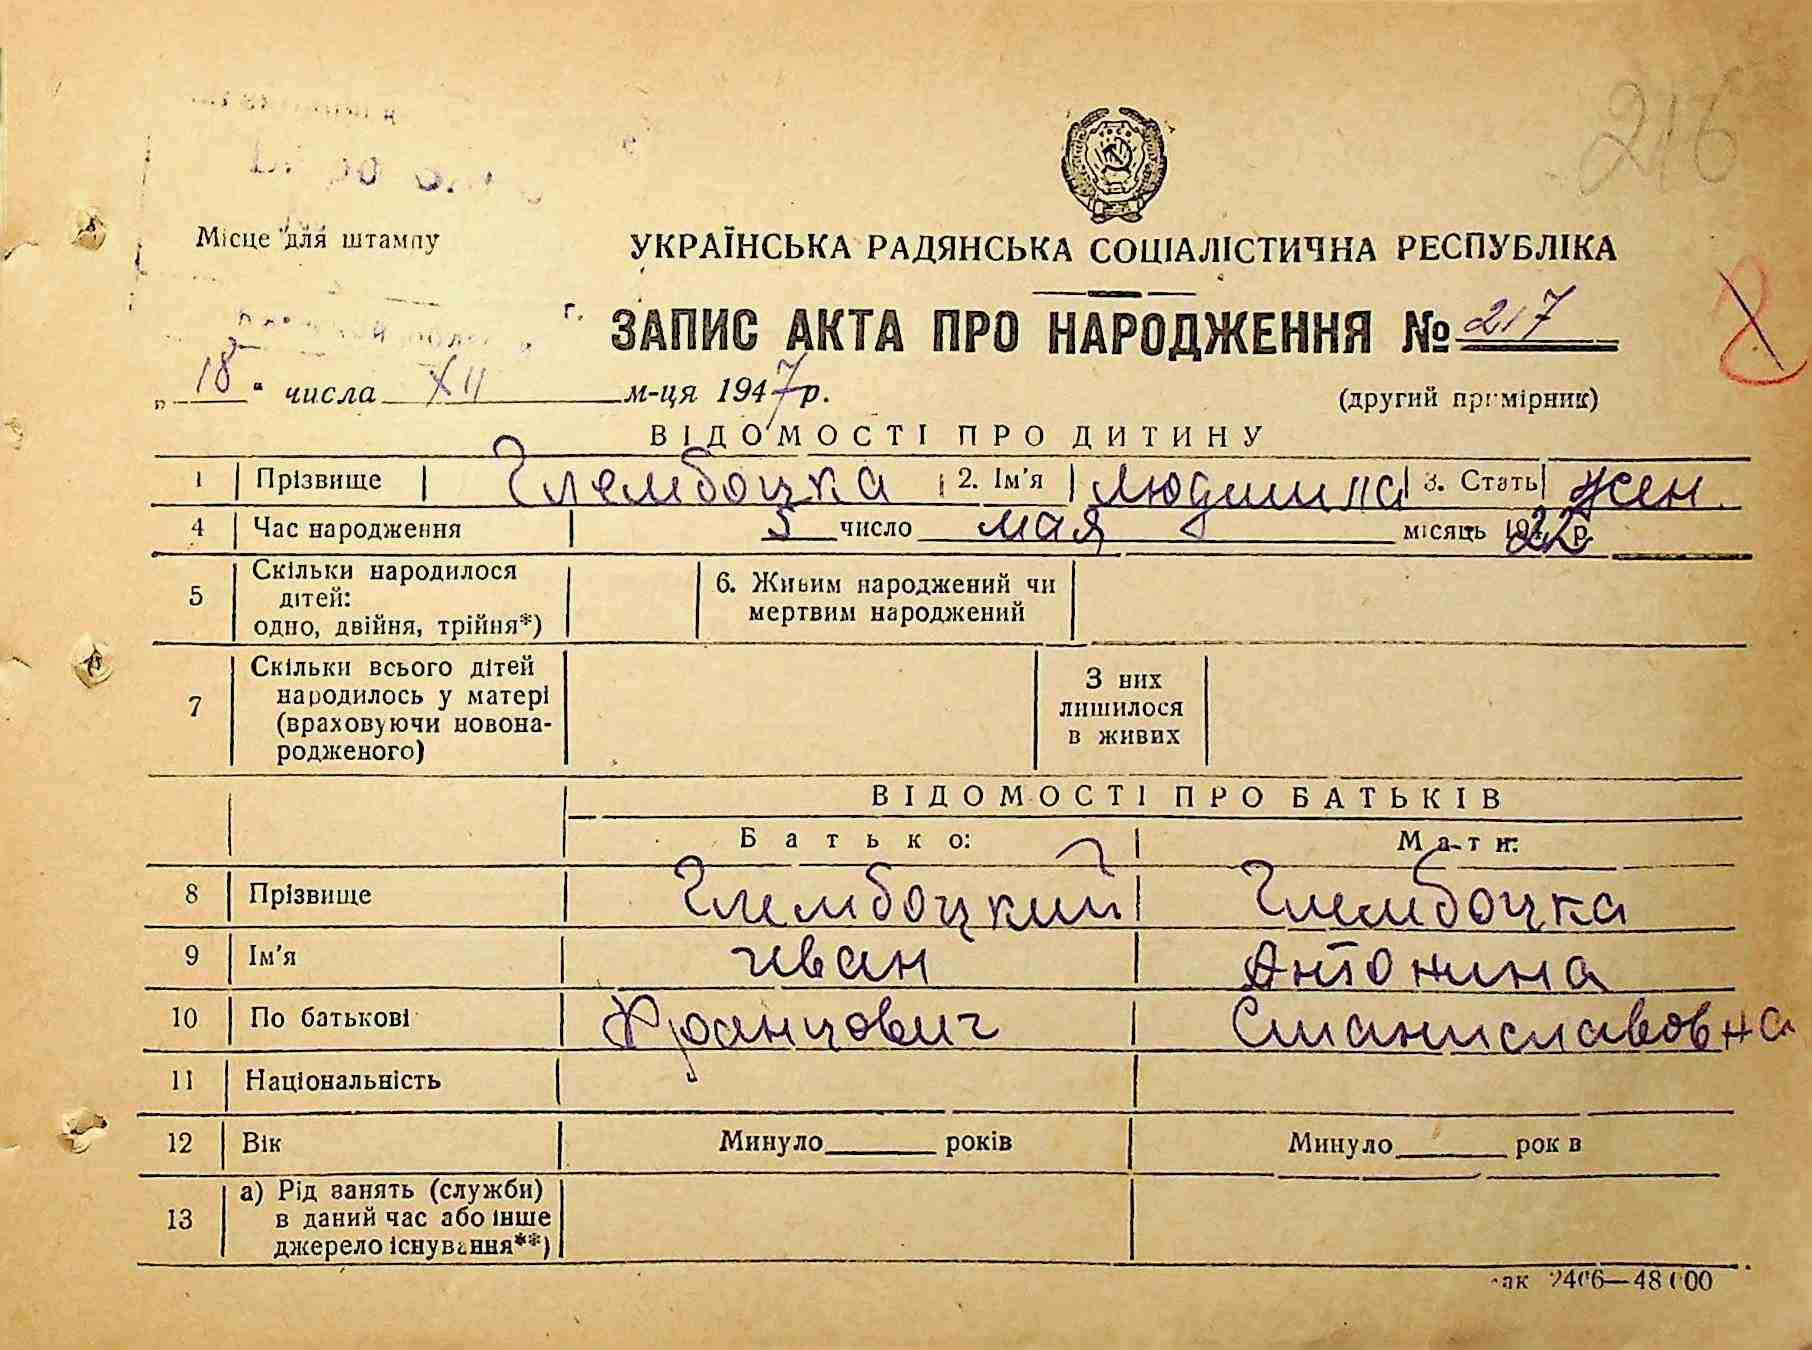 216
Місце для штампу
УКРАЇНСЬКА РАДЯНСЬКА СОЦІАЛІСТИЧНА РЕСПУБЛІКА
ЗАПИС АКТА ПРО НАРОДЖЕННЯ № 217
„ 18 “ числа XII м-ця 1947 р.
(другий примірник)
ВІДОМОСТІ ПРО ДИТИНУ
1 Прізвище Глембоцка 2. Ім'я Людмила 3. Стать жен.
4 Час народження 5 число мая місяць 1922 р.
5 Скільки народилося дітей: одно, двійня, трійня*) 6. Живим народжений чи мертвим народжений
7 Скільки всього дітей народилось у матері (враховуючи новонародженого) З них лишилося в живих
ВІДОМОСТІ ПРО БАТЬКІВ
Батько: Мати:
8 Прізвище Глембоцкий Глембоцка
9 Ім'я Иван Антонина
10 По батькові Францович Станиславовна
11 Національність
12 Вік Минуло______ років Минуло______ рок в
13 а) Рід занять (служби) в даний час або інше джерело існування**)